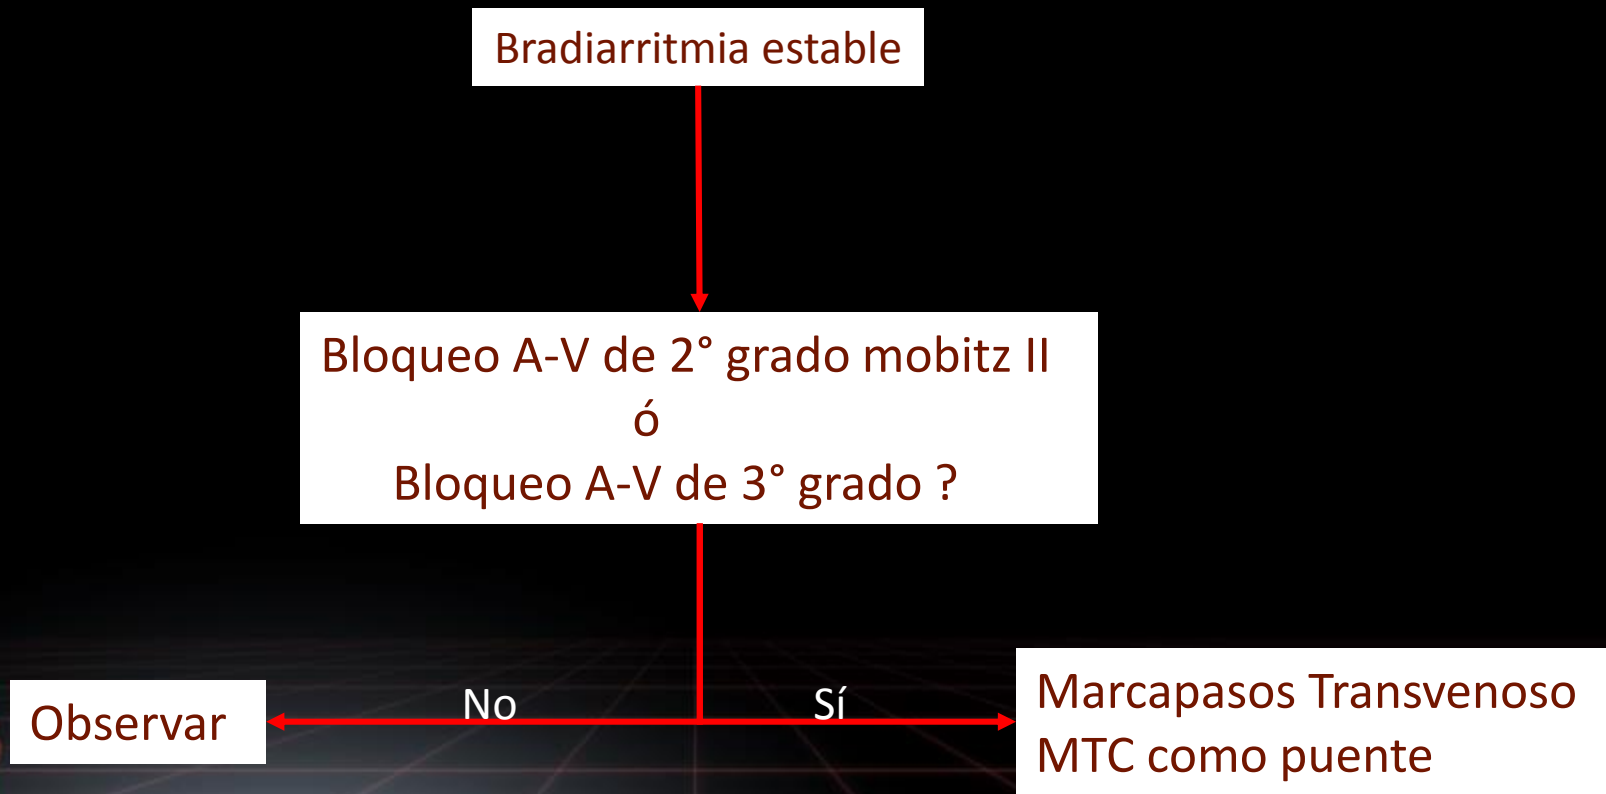 Bradiarritmia estable
Bloqueo A-V de 2° grado mobitz II
ó
Bloqueo A-V de 3° grado ?
No
Sí
Observar
Marcapasos Transvenoso
MTC como puente